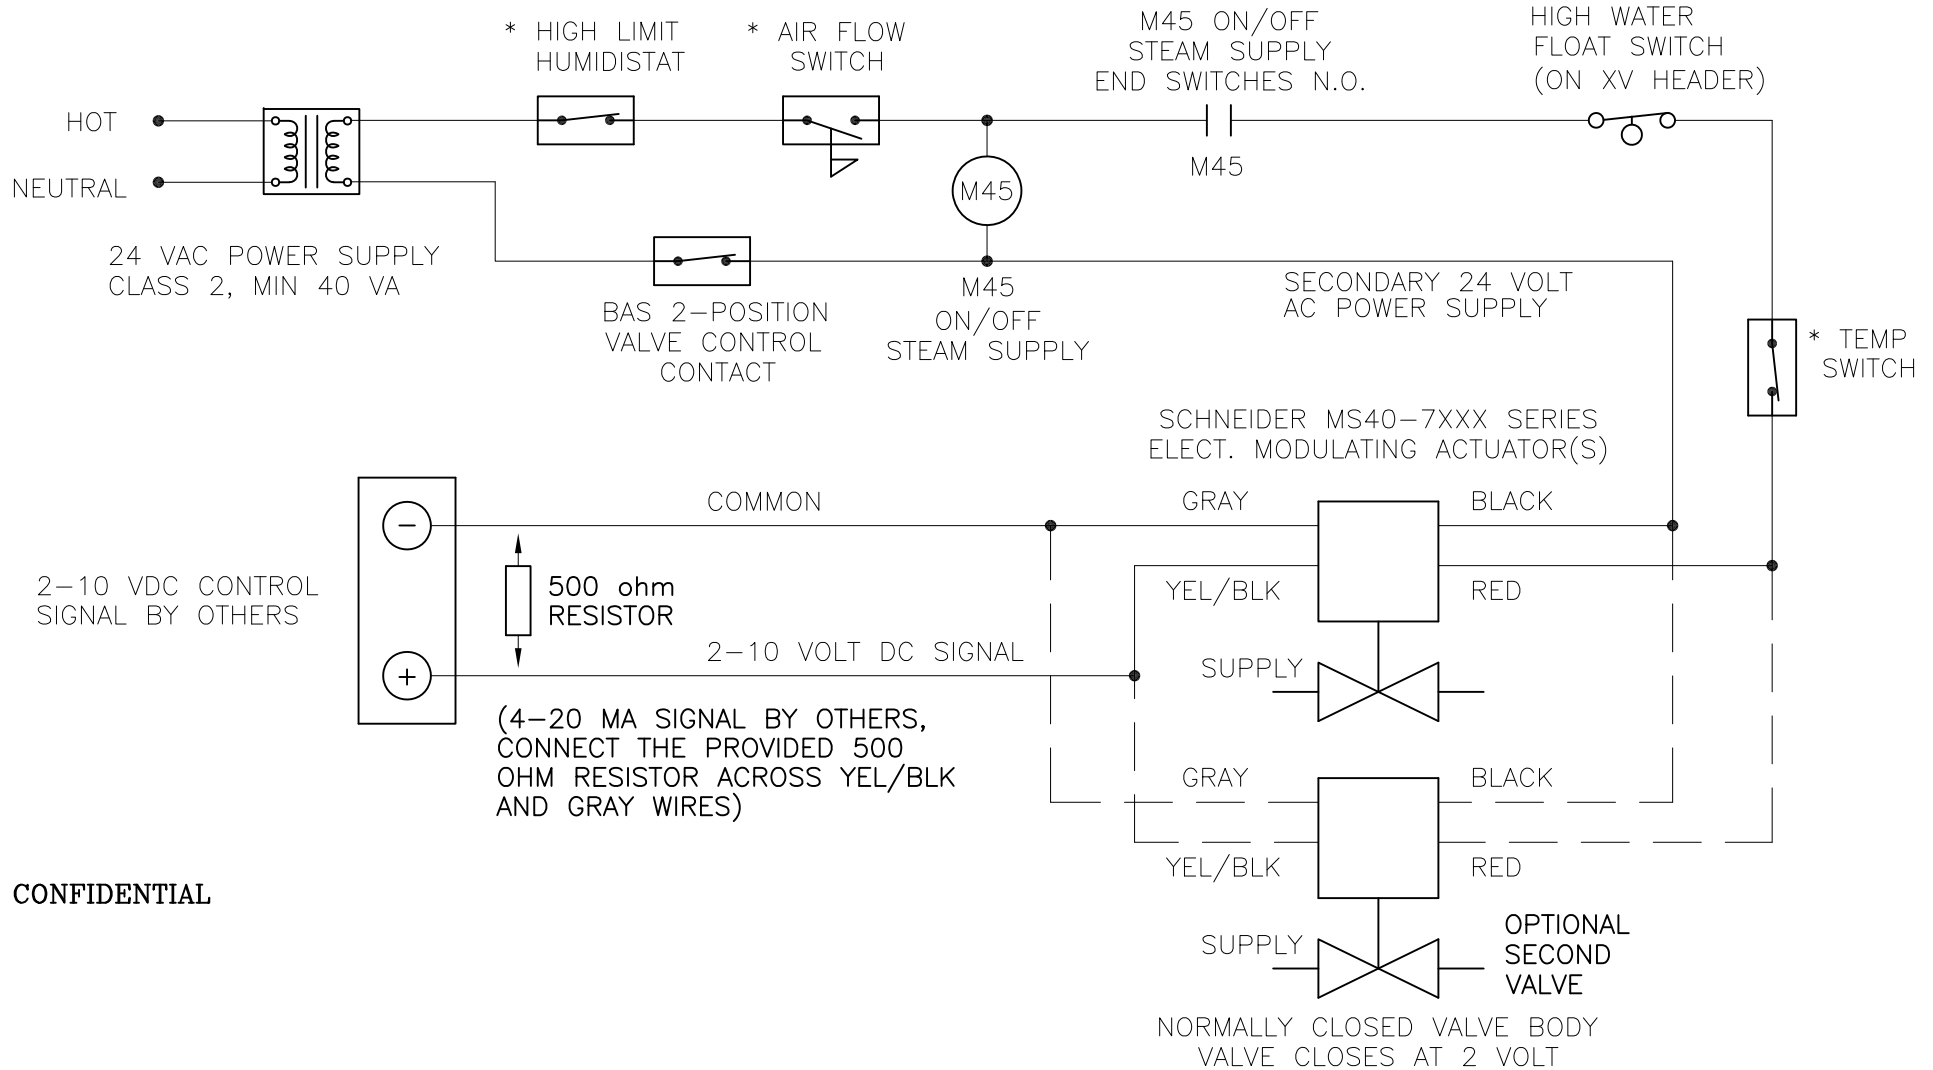 * HIGH LIMIT
HUMIDISTAT
* AIR FLOW
SWITCH
M45 ON/OFF
STEAM SUPPLY
END SWITCHES N.O.
HIGH WATER
FLOAT SWITCH
(ON XV HEADER)
HOT
NEUTRAL
M45
M45
24 VAC POWER SUPPLY
CLASS 2, MIN 40 VA
BAS 2-POSITION
VALVE CONTROL
CONTACT
M45
ON/OFF
STEAM SUPPLY
SECONDARY 24 VOLT
AC POWER SUPPLY
* TEMP
SWITCH
SCHNEIDER MS40-7XXX SERIES
ELECT. MODULATING ACTUATOR(S)
COMMON
GRAY
BLACK
−
2-10 VDC CONTROL
SIGNAL BY OTHERS
500 ohm
RESISTOR
YEL/BLK
RED
+
2-10 VOLT DC SIGNAL
SUPPLY
(4-20 MA SIGNAL BY OTHERS,
CONNECT THE PROVIDED 500
OHM RESISTOR ACROSS YEL/BLK
AND GRAY WIRES)
GRAY
BLACK
YEL/BLK
RED
CONFIDENTIAL
SUPPLY
OPTIONAL
SECOND
VALVE
NORMALLY CLOSED VALVE BODY
VALVE CLOSES AT 2 VOLT